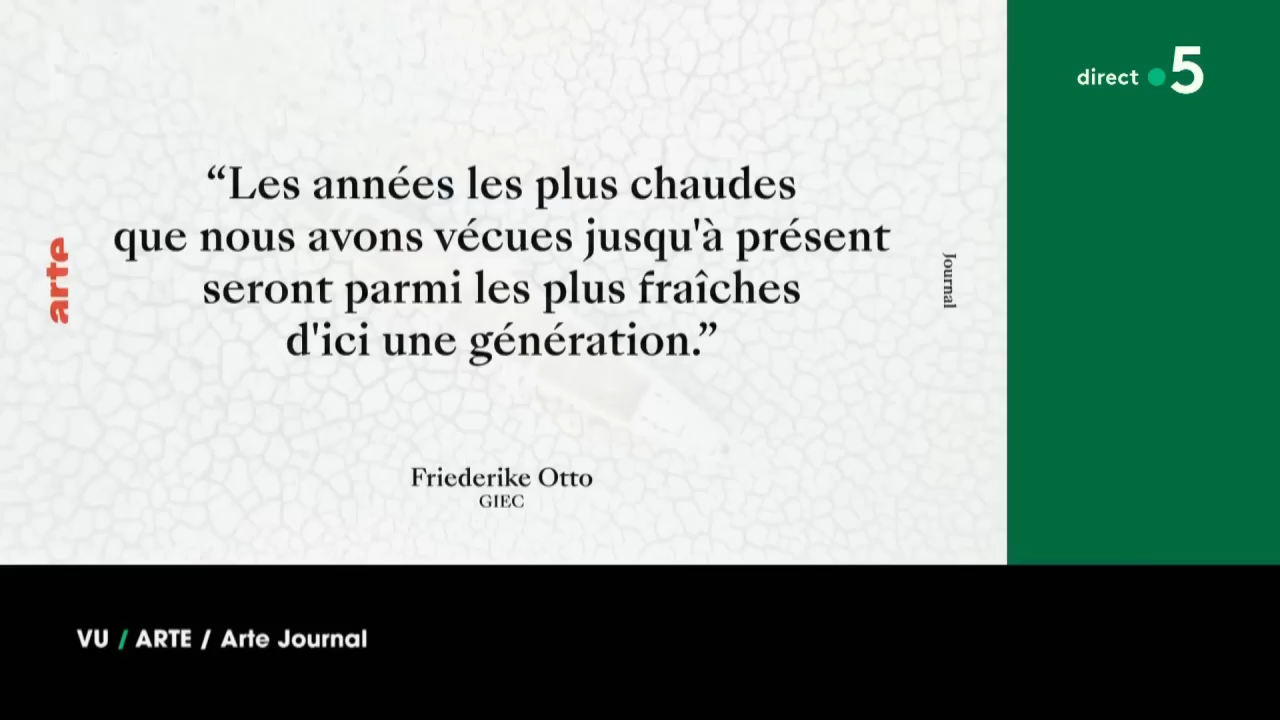 direct 5
“Les années les plus chaudes
que nous avons vécues jusqu'à présent
seront parmi les plus fraîches
d'ici une génération.”
arte
Journal
Friederike Otto
GIEC
VU / ARTE / Arte Journal